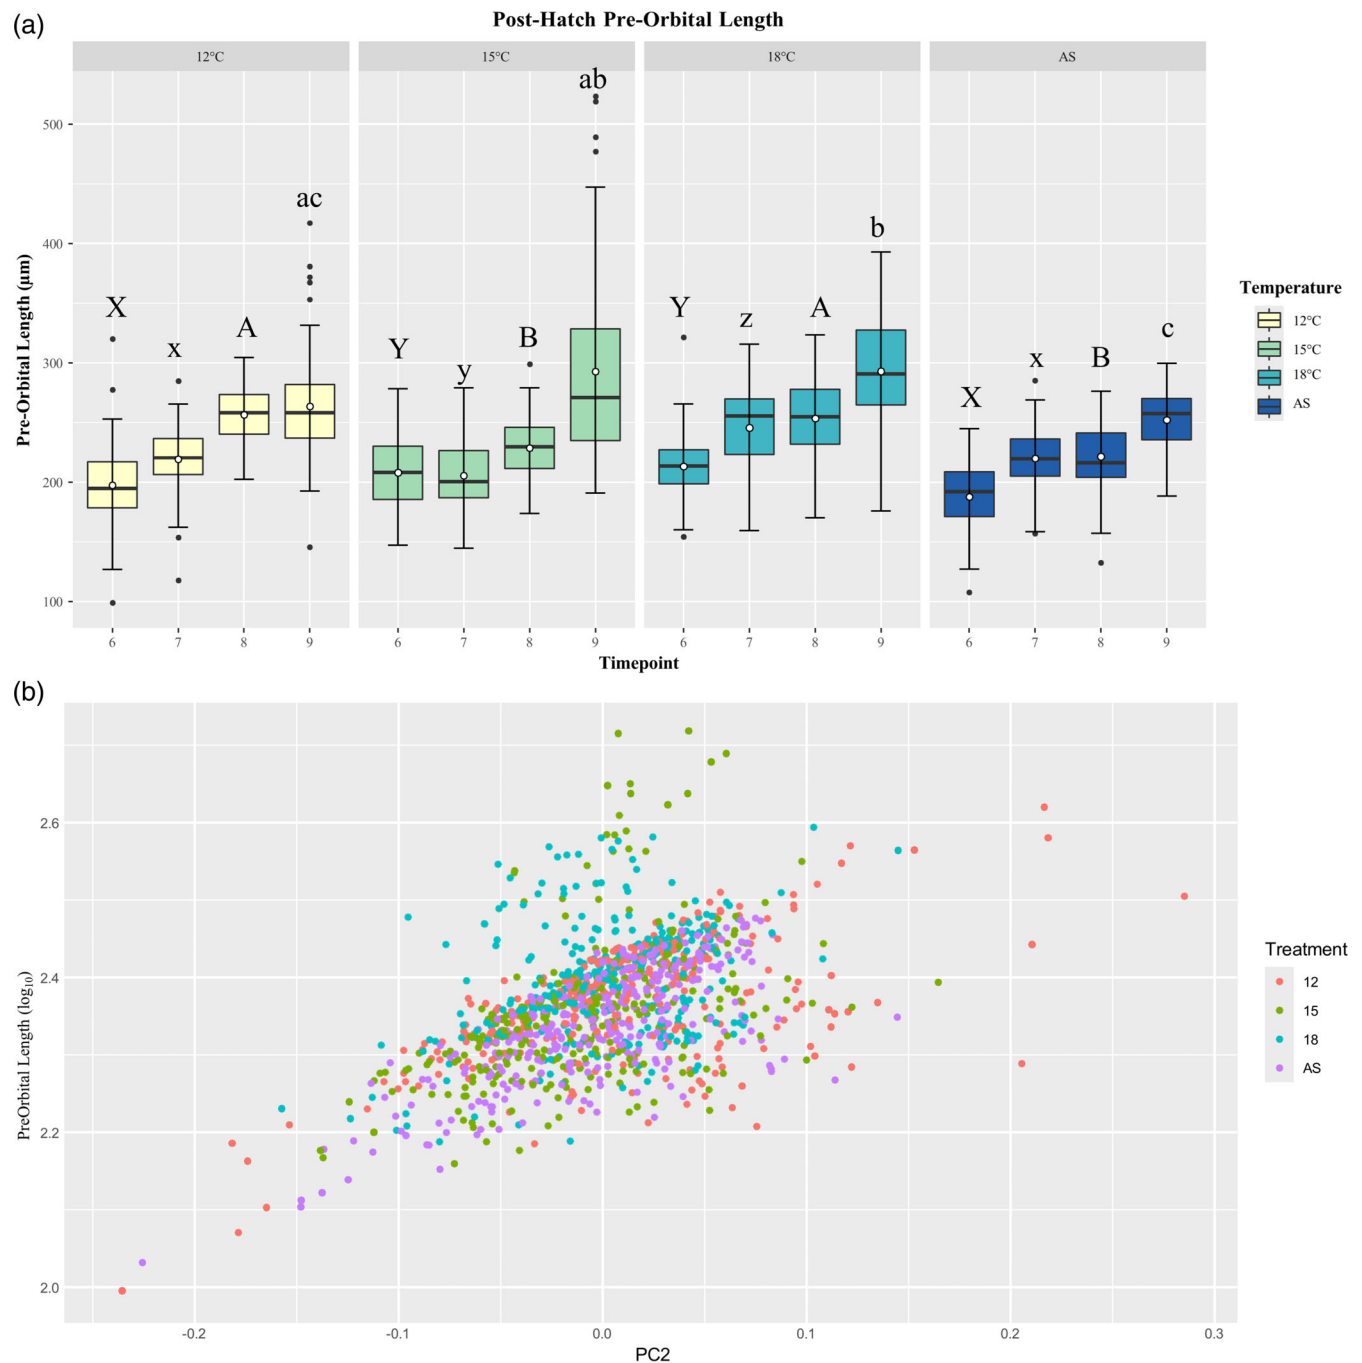 (a)
Post-Hatch Pre-Orbital Length
12°C 15°C 18°C AS
Pre-Orbital Length (µm)
500
400
300
200
100
X x A ac
Y y B ab
Y z A b
X x B c
6 7 8 9 6 7 8 9 6 7 8 9 6 7 8 9
Timepoint
Temperature
12°C
15°C
18°C
AS
(b)
PreOrbital Length (log10)
2.6
2.4
2.2
2.0
-0.2 -0.1 0.0 0.1 0.2 0.3
PC2
Treatment
12
15
18
AS